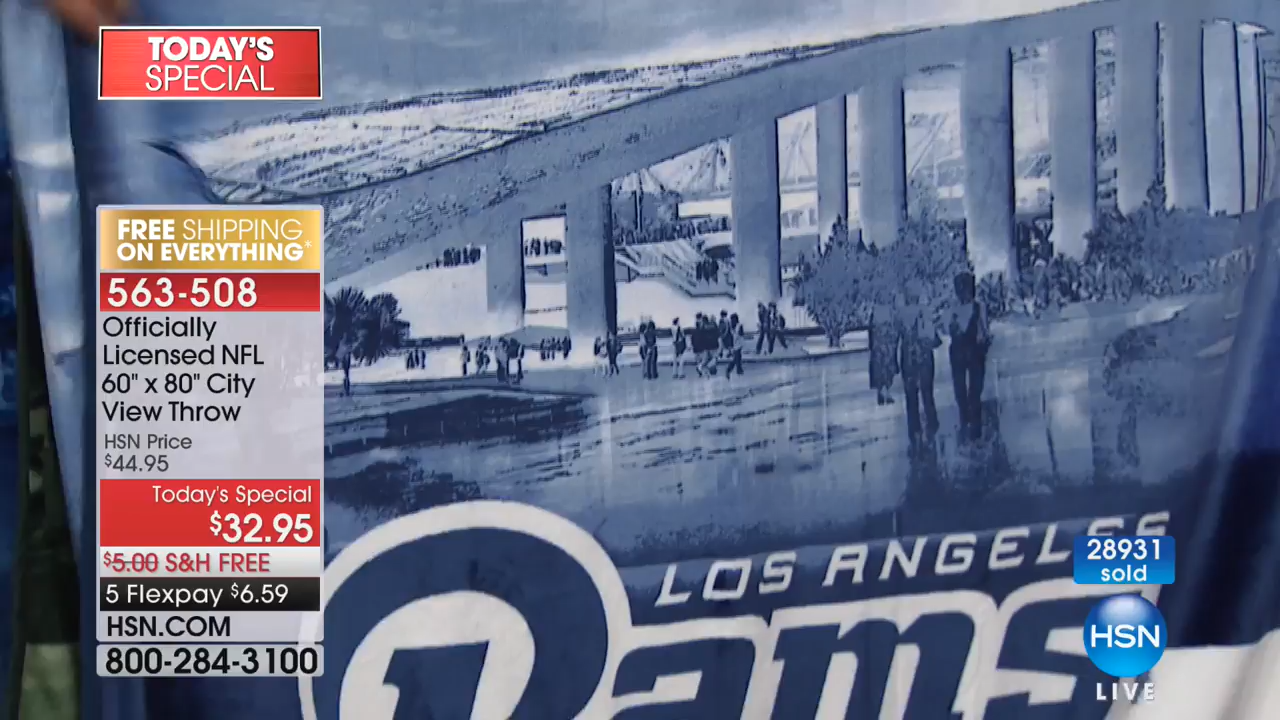 TODAY'S
SPECIAL
FREE SHIPPING
ON EVERYTHING*
563-508
Officially
Licensed NFL
60" x 80" City
View Throw
HSN Price
$44.95
Today's Special
$32.95
$5.00 S&H FREE
5 Flexpay $6.59
HSN.COM
800-284-3100
LOS ANGELES
Rams
28931
sold
HSN
LIVE